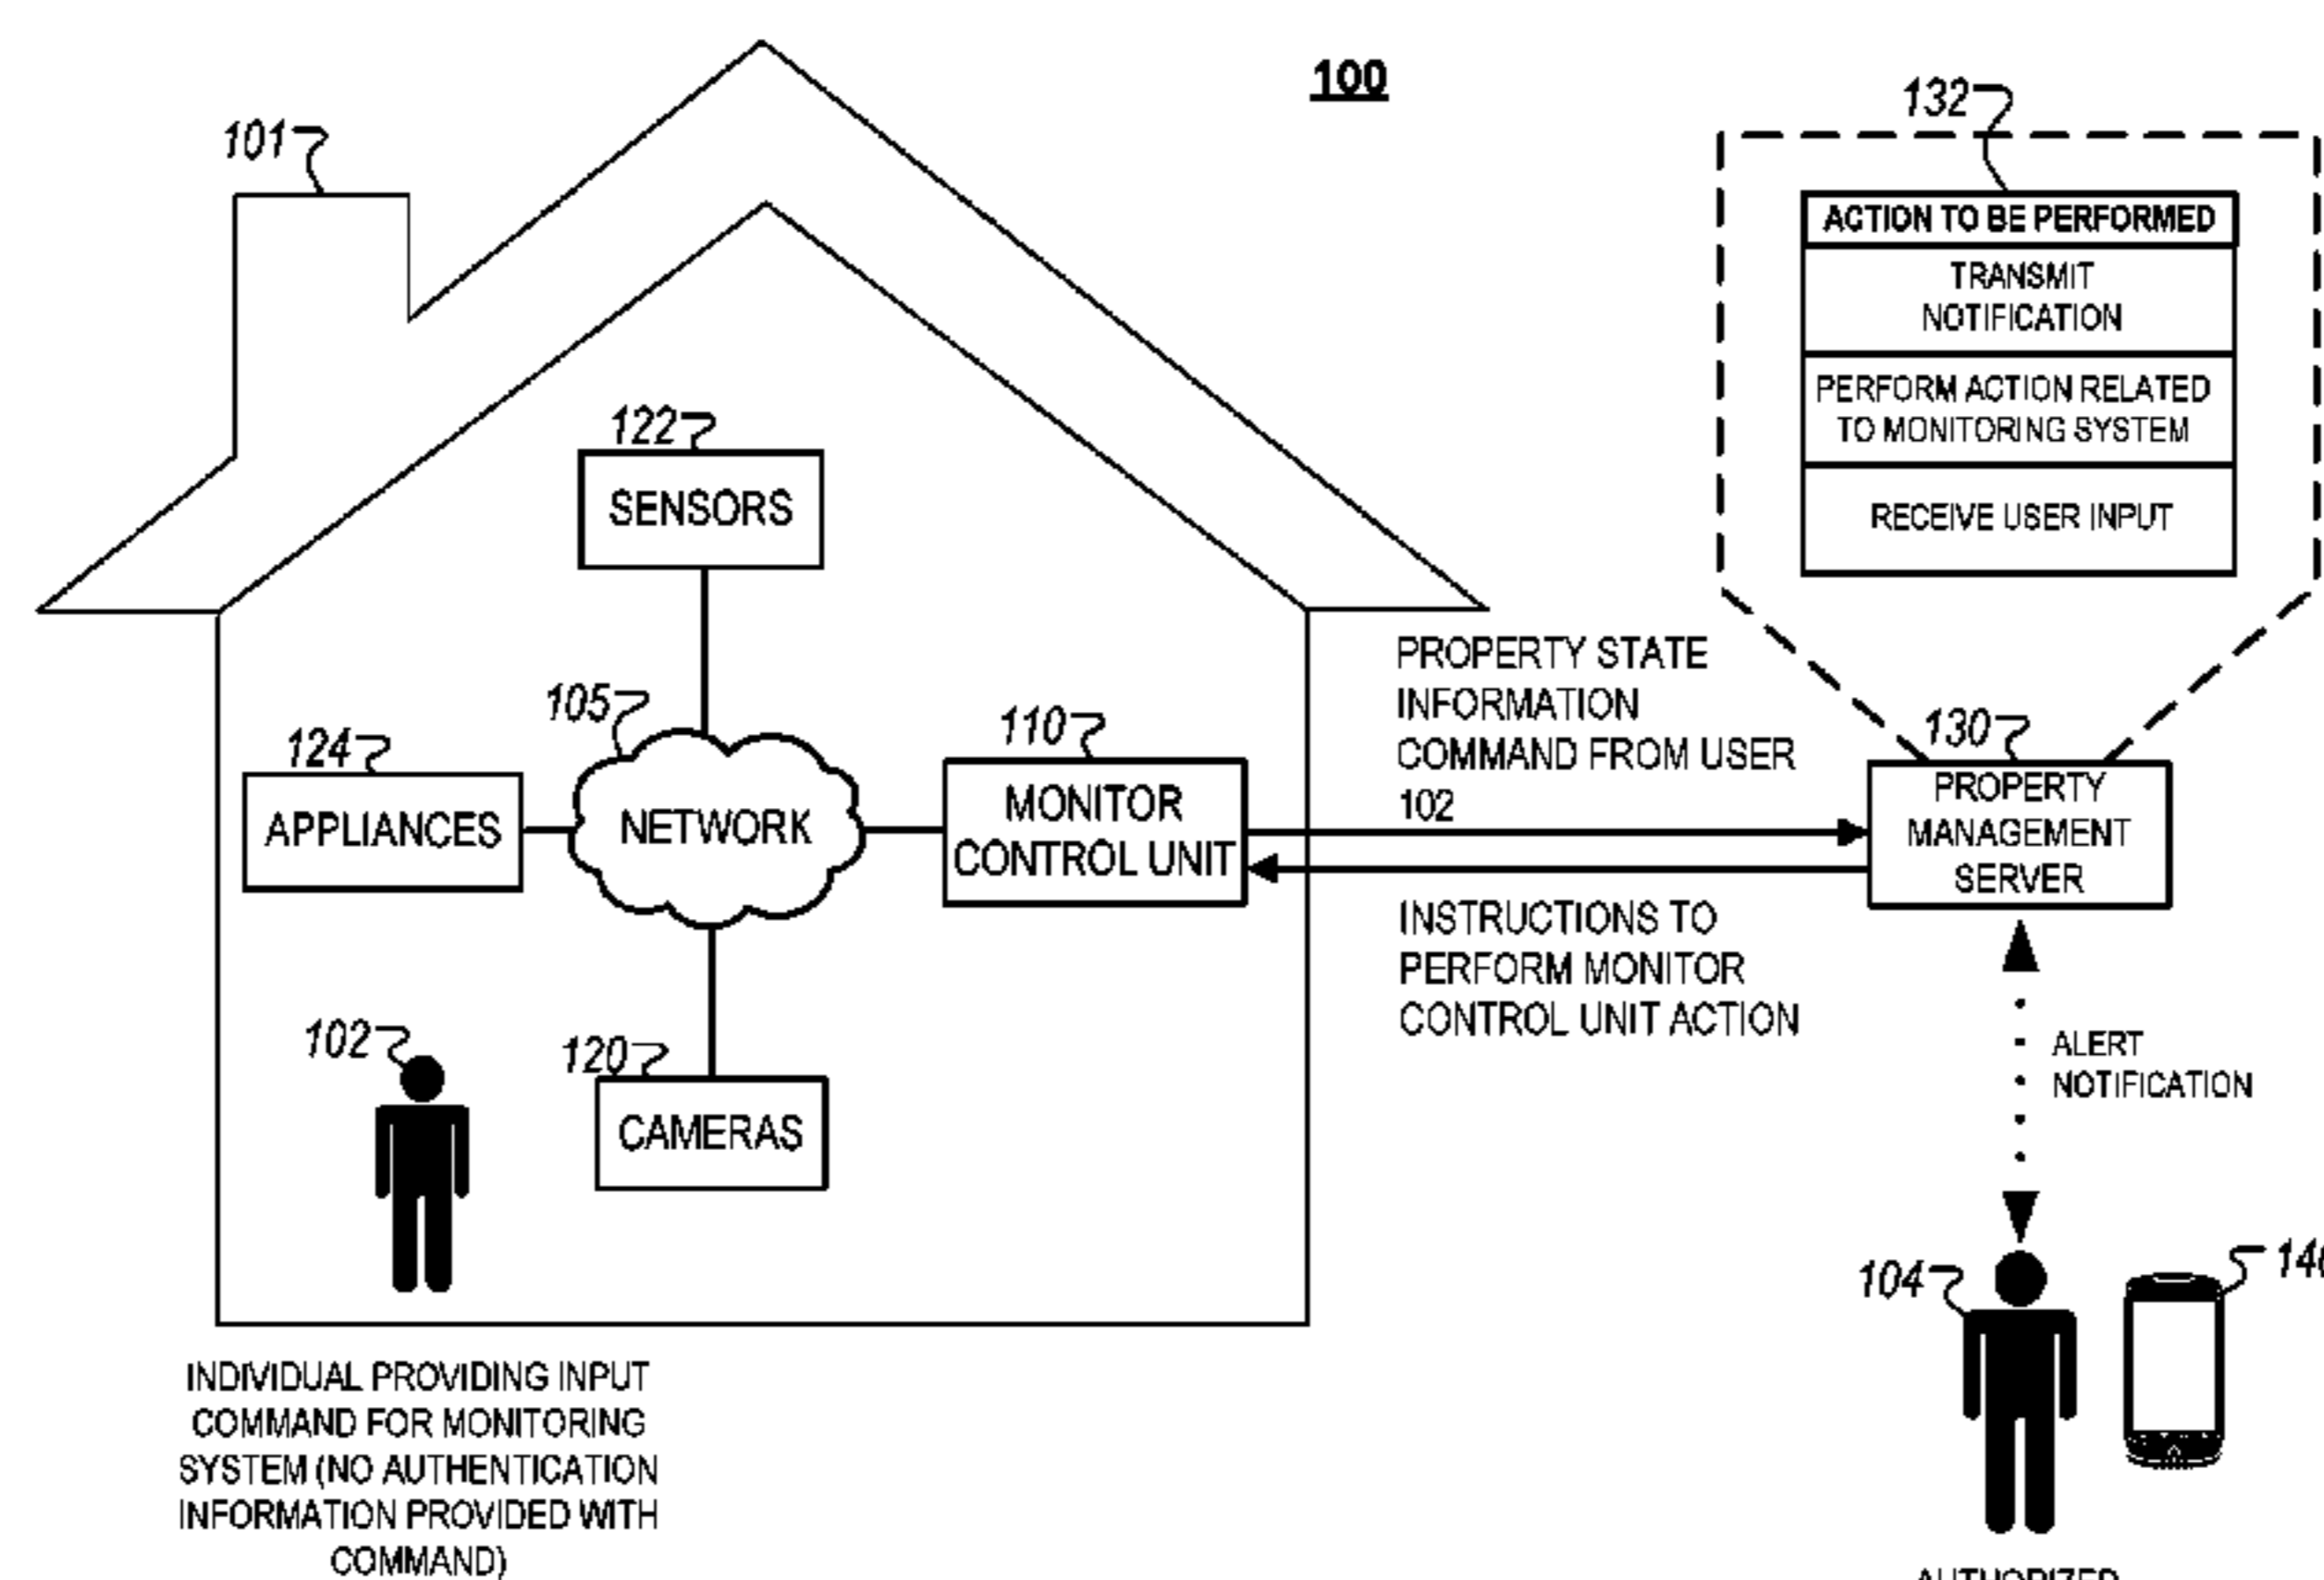 100
101
132
ACTION TO BE PERFORMED
TRANSMIT
NOTIFICATION
PERFORM ACTION RELATED
TO MONITORING SYSTEM
RECEIVE USER INPUT
122
SENSORS
105
NETWORK
124
APPLIANCES
110
MONITOR
CONTROL UNIT
PROPERTY STATE
INFORMATION
COMMAND FROM USER
102
130
PROPERTY
MANAGEMENT
SERVER
INSTRUCTIONS TO
PERFORM MONITOR
CONTROL UNIT ACTION
ALERT
NOTIFICATION
102
120
CAMERAS
104
INDIVIDUAL PROVIDING INPUT
COMMAND FOR MONITORING
SYSTEM (NO AUTHENTICATION
INFORMATION PROVIDED WITH
COMMAND)
AUTHORIZED